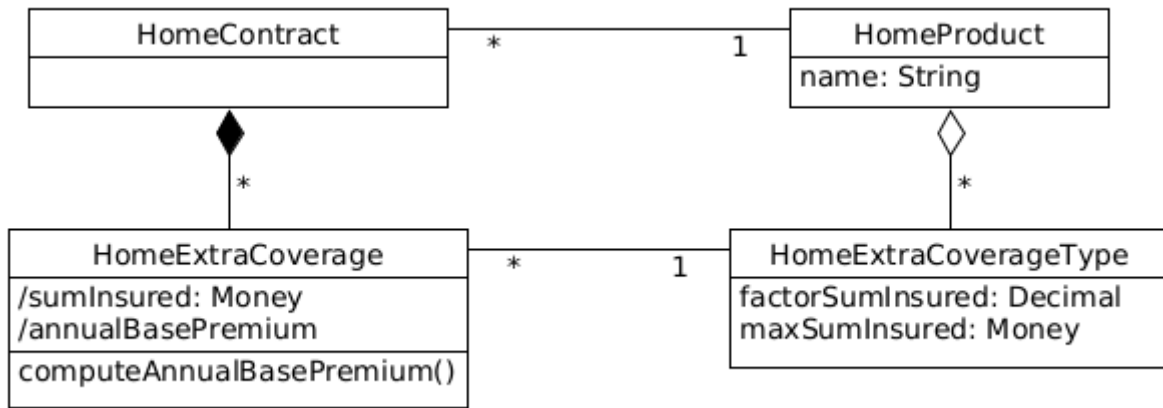 HomeContract
* 1
HomeProduct
name: String
*
*
HomeExtraCoverage
/sumInsured: Money
/annualBasePremium
computeAnnualBasePremium()
* 1
HomeExtraCoverageType
factorSumInsured: Decimal
maxSumInsured: Money